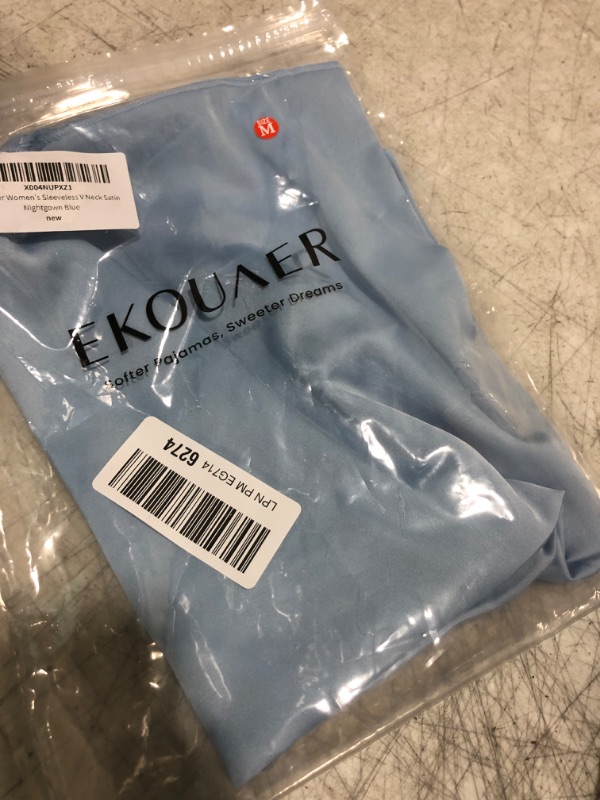 SIZE
M
X004NUPXZ1
Women's Sleeveless V Neck Satin
Nightgown Blue
new
EKOUAER
Softer Pajamas, Sweeter Dreams
LPN PM EG714 6274